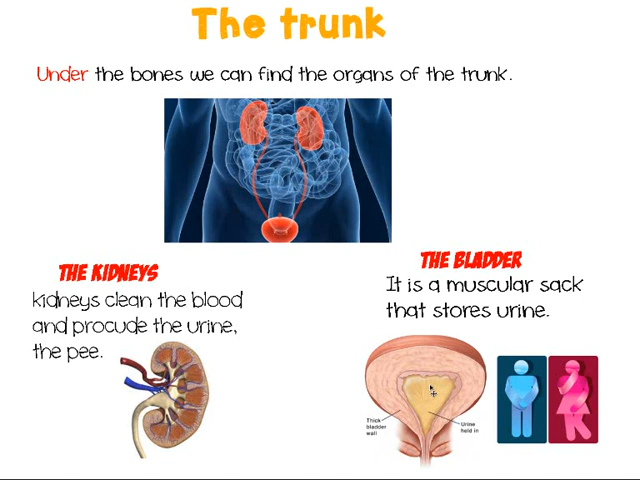 The trunk
Under the bones we can find the organs of the trunk.
THE KIDNEYS
kidneys clean the blood
and procude the urine,
the pee.
THE BLADDER
It is a muscular sack
that stores urine.
Thick
bladder
wall
Urine
held in